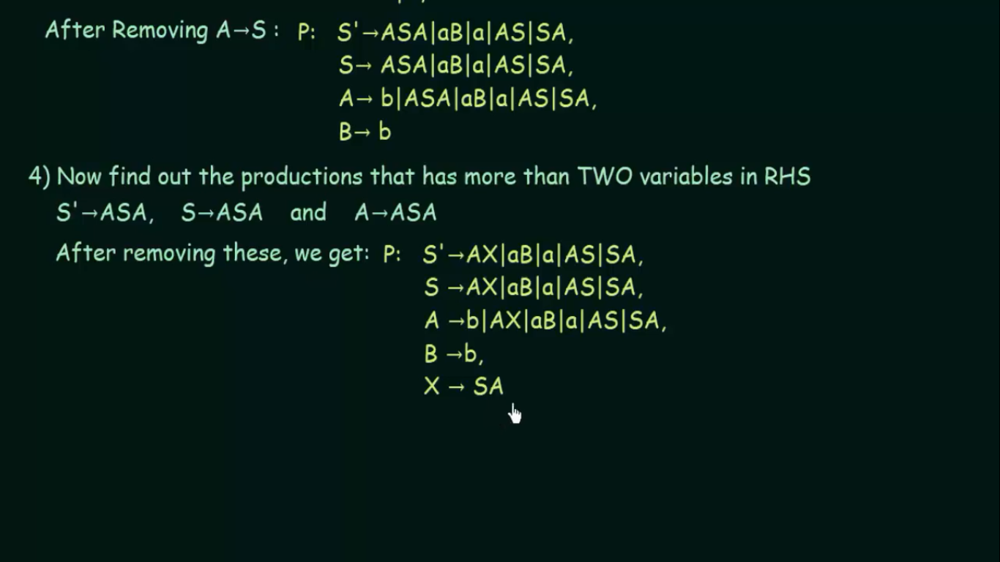 After Removing A→S : P: S'→ASA|aB|a|AS|SA,
S→ ASA|aB|a|AS|SA,
A→ b|ASA|aB|a|AS|SA,
B→ b
4) Now find out the productions that has more than TWO variables in RHS
S'→ASA, S→ASA and A→ASA
After removing these, we get: P: S'→AX|aB|a|AS|SA,
S →AX|aB|a|AS|SA,
A →b|AX|aB|a|AS|SA,
B →b,
X → SA